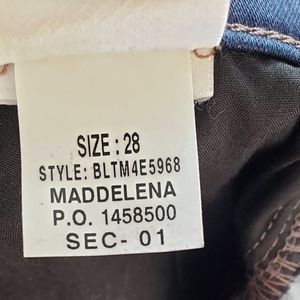 SIZE : 28
STYLE: BLTM4E5968
MADDELENA
P.O. 1458500
SEC- 01